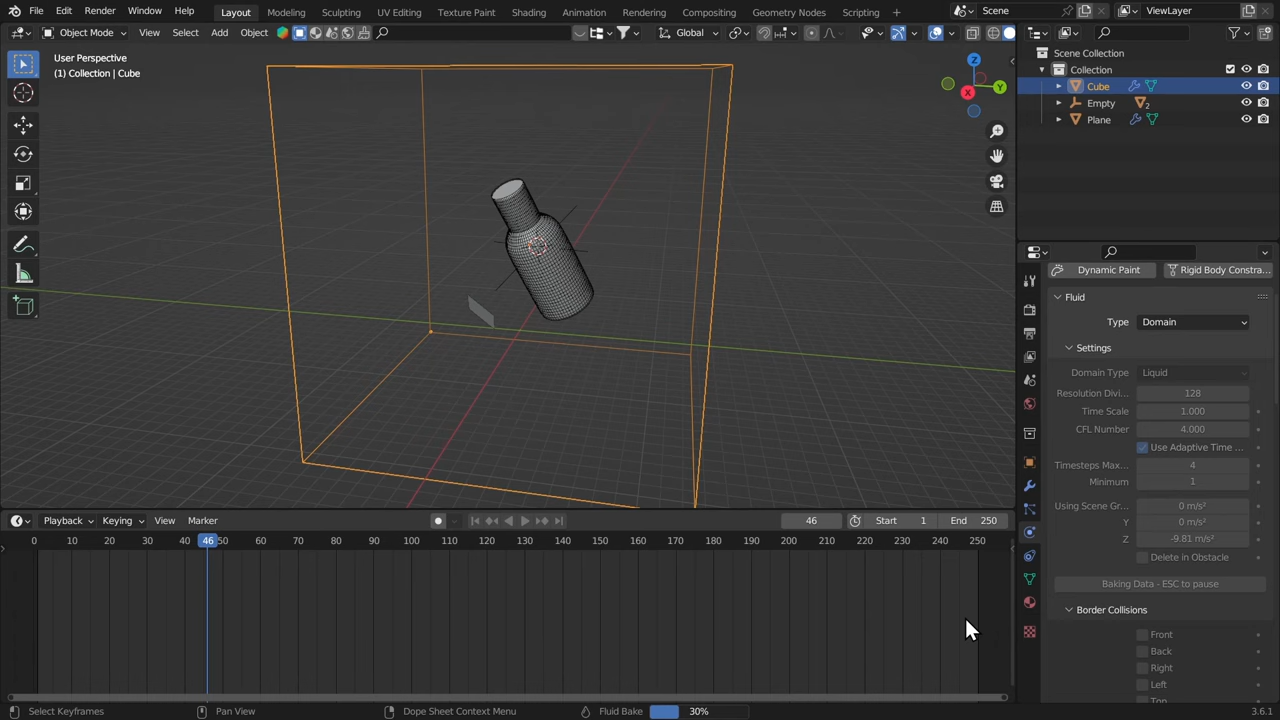 File Edit Render Window Help Layout Modeling Sculpting UV Editing Texture Paint Shading Animation Rendering Compositing Geometry Nodes Scripting Scene ViewLayer
Object Mode View Select Add Object Global
User Perspective
(1) Collection | Cube
Z
Y
X
Scene Collection
Collection
Cube
Empty 2
Plane
Dynamic Paint Rigid Body Constra...
Fluid
Type Domain
Settings
Domain Type Liquid
Resolution Divi... 128
Time Scale 1.000
CFL Number 4.000
Use Adaptive Time ...
Timesteps Max... 4
Minimum 1
Using Scene Gr... 0 m/s²
Y 0 m/s²
Z -9.81 m/s²
Delete in Obstacle
Baking Data - ESC to pause
Border Collisions
Front
Back
Right
Left
Top
Playback Keying View Marker 46 Start 1 End 250
0 10 20 30 40 46 50 60 70 80 90 100 110 120 130 140 150 160 170 180 190 200 210 220 230 240 250
Select Keyframes Pan View Dope Sheet Context Menu Fluid Bake 30% 3.6.1